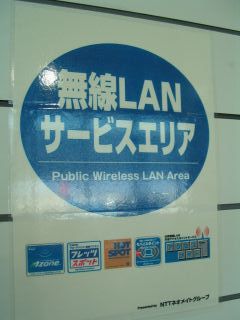 無線LAN
サービスエリア
Public Wireless LAN Area
フレッツ
スポット
HOT
SPOT
NTTネオメイトグループ